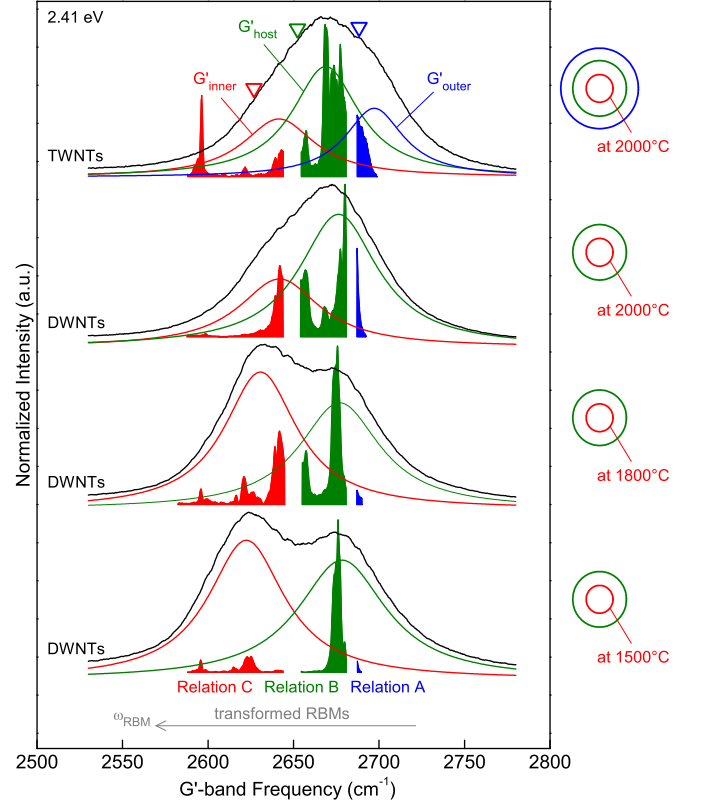 2.41 eV
G'host
G'inner
G'outer
TWNTs
at 2000°C
DWNTs
at 2000°C
DWNTs
at 1800°C
DWNTs
at 1500°C
Relation C Relation B Relation A
ωRBM transformed RBMs
2500 2550 2600 2650 2700 2750 2800
G'-band Frequency (cm-1)
Normalized Intensity (a.u.)